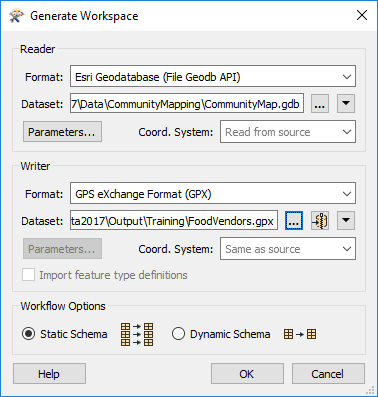 Generate Workspace
Reader
Format: Esri Geodatabase (File Geodb API)
Dataset: 7\Data\CommunityMapping\CommunityMap.gdb ...
Parameters... Coord. System: Read from source
Writer
Format: GPS eXchange Format (GPX)
Dataset: ta2017\Output\Training\FoodVendors.gpx ...
Parameters... Coord. System: Same as source
Import feature type definitions
Workflow Options
Static Schema Dynamic Schema
Help OK Cancel